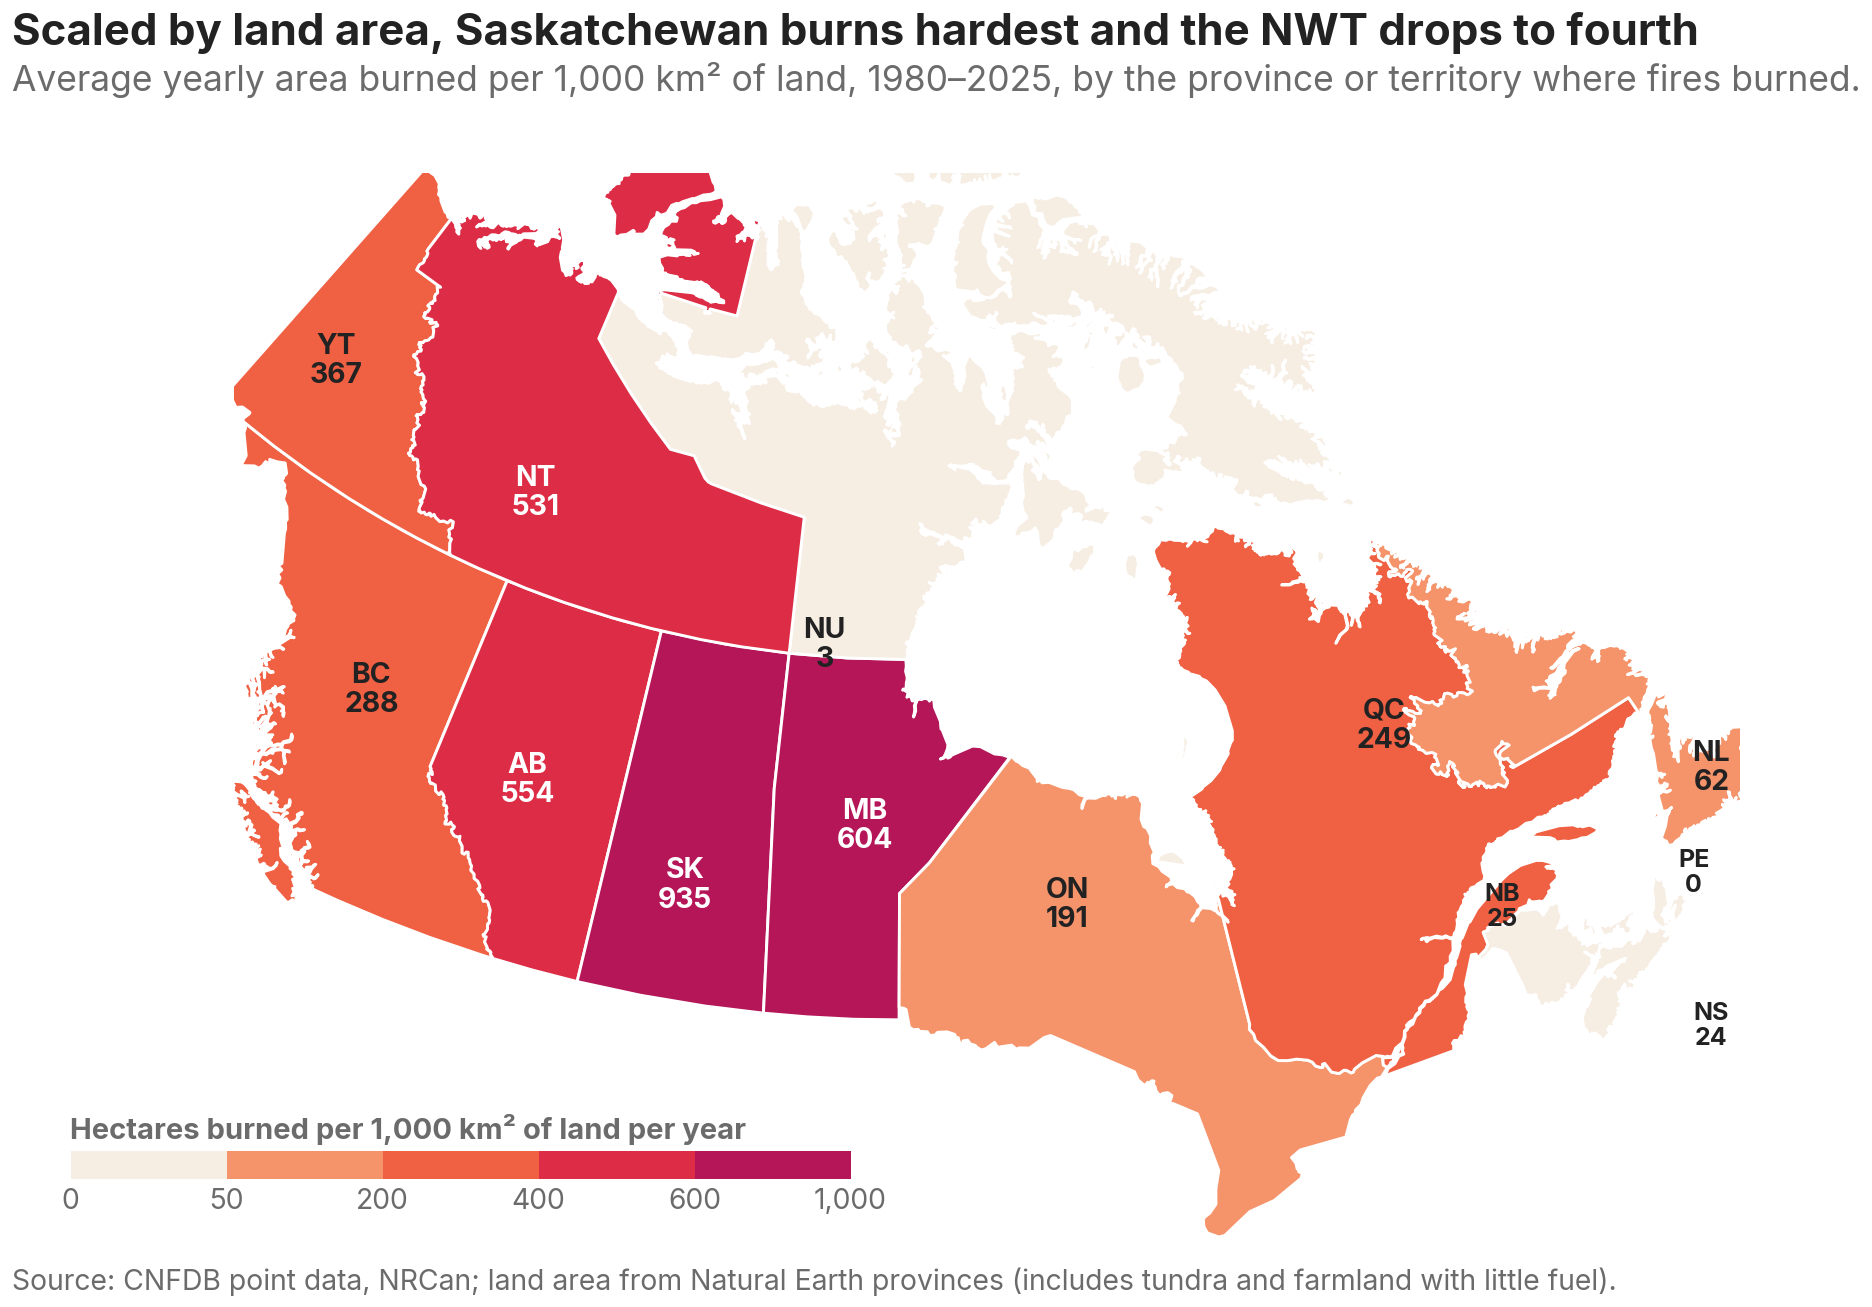 Scaled by land area, Saskatchewan burns hardest and the NWT drops to fourth
Average yearly area burned per 1,000 km² of land, 1980–2025, by the province or territory where fires burned.
YT
367
NT
531
NU
3
BC
288
AB
554
SK
935
MB
604
ON
191
QC
249
NL
62
PE
0
NB
25
NS
24
Hectares burned per 1,000 km² of land per year
0 50 200 400 600 1,000
Source: CNFDB point data, NRCan; land area from Natural Earth provinces (includes tundra and farmland with little fuel).